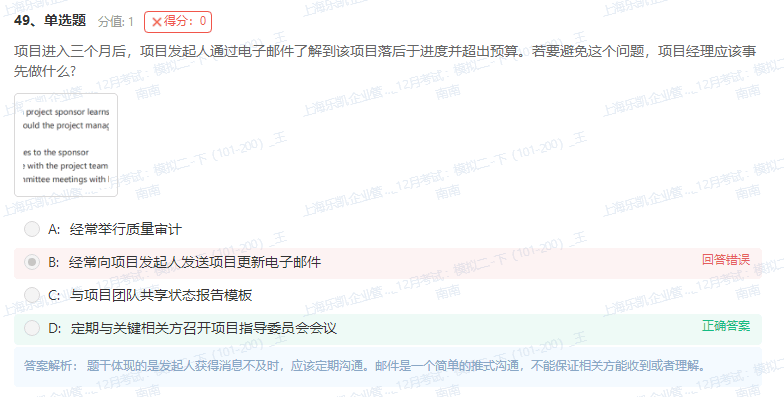 49、单选题 分值: 1 ✕得分：0
项目进入三个月后，项目发起人通过电子邮件了解到该项目落后于进度并超出预算。若要避免这个问题，项目经理应该事
先做什么?
project sponsor learns
ould the project manag
es to the sponsor
with the project team
mmittee meetings with
A: 经常举行质量审计
B: 经常向项目发起人发送项目更新电子邮件 回答错误
C: 与项目团队共享状态报告模板
D: 定期与关键相关方召开项目指导委员会会议 正确答案
答案解析: 题干体现的是发起人获得消息不及时，应该定期沟通。邮件是一个简单的推式沟通，不能保证相关方能收到或者理解。
上海乐凯企业管..._12月考试：模拟二-下（101-200）_王
南南